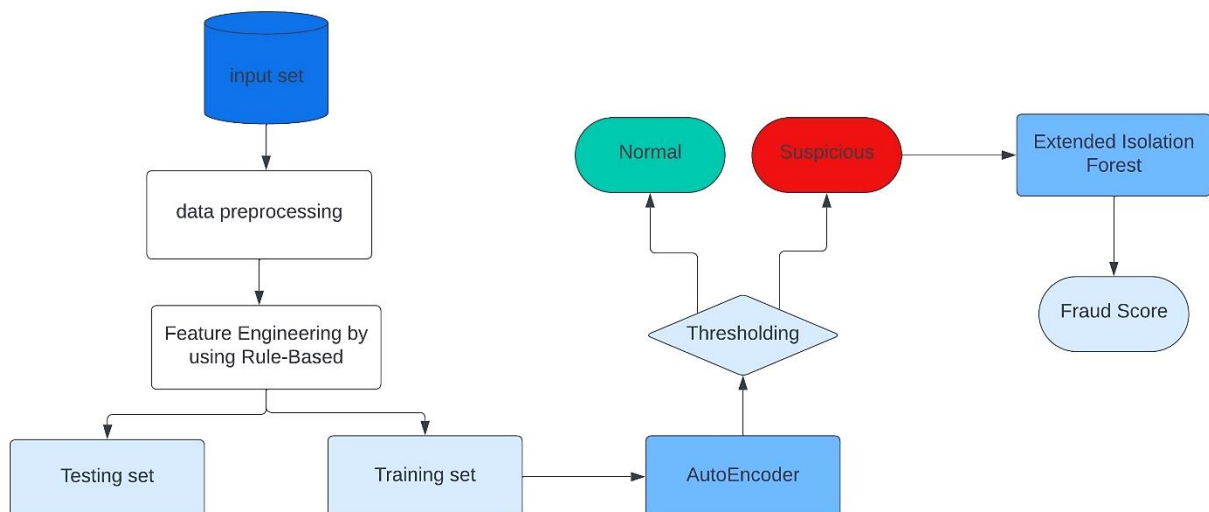 input set
data preprocessing
Feature Engineering by
using Rule-Based
Testing set
Training set
AutoEncoder
Thresholding
Normal
Suspicious
Extended Isolation
Forest
Fraud Score